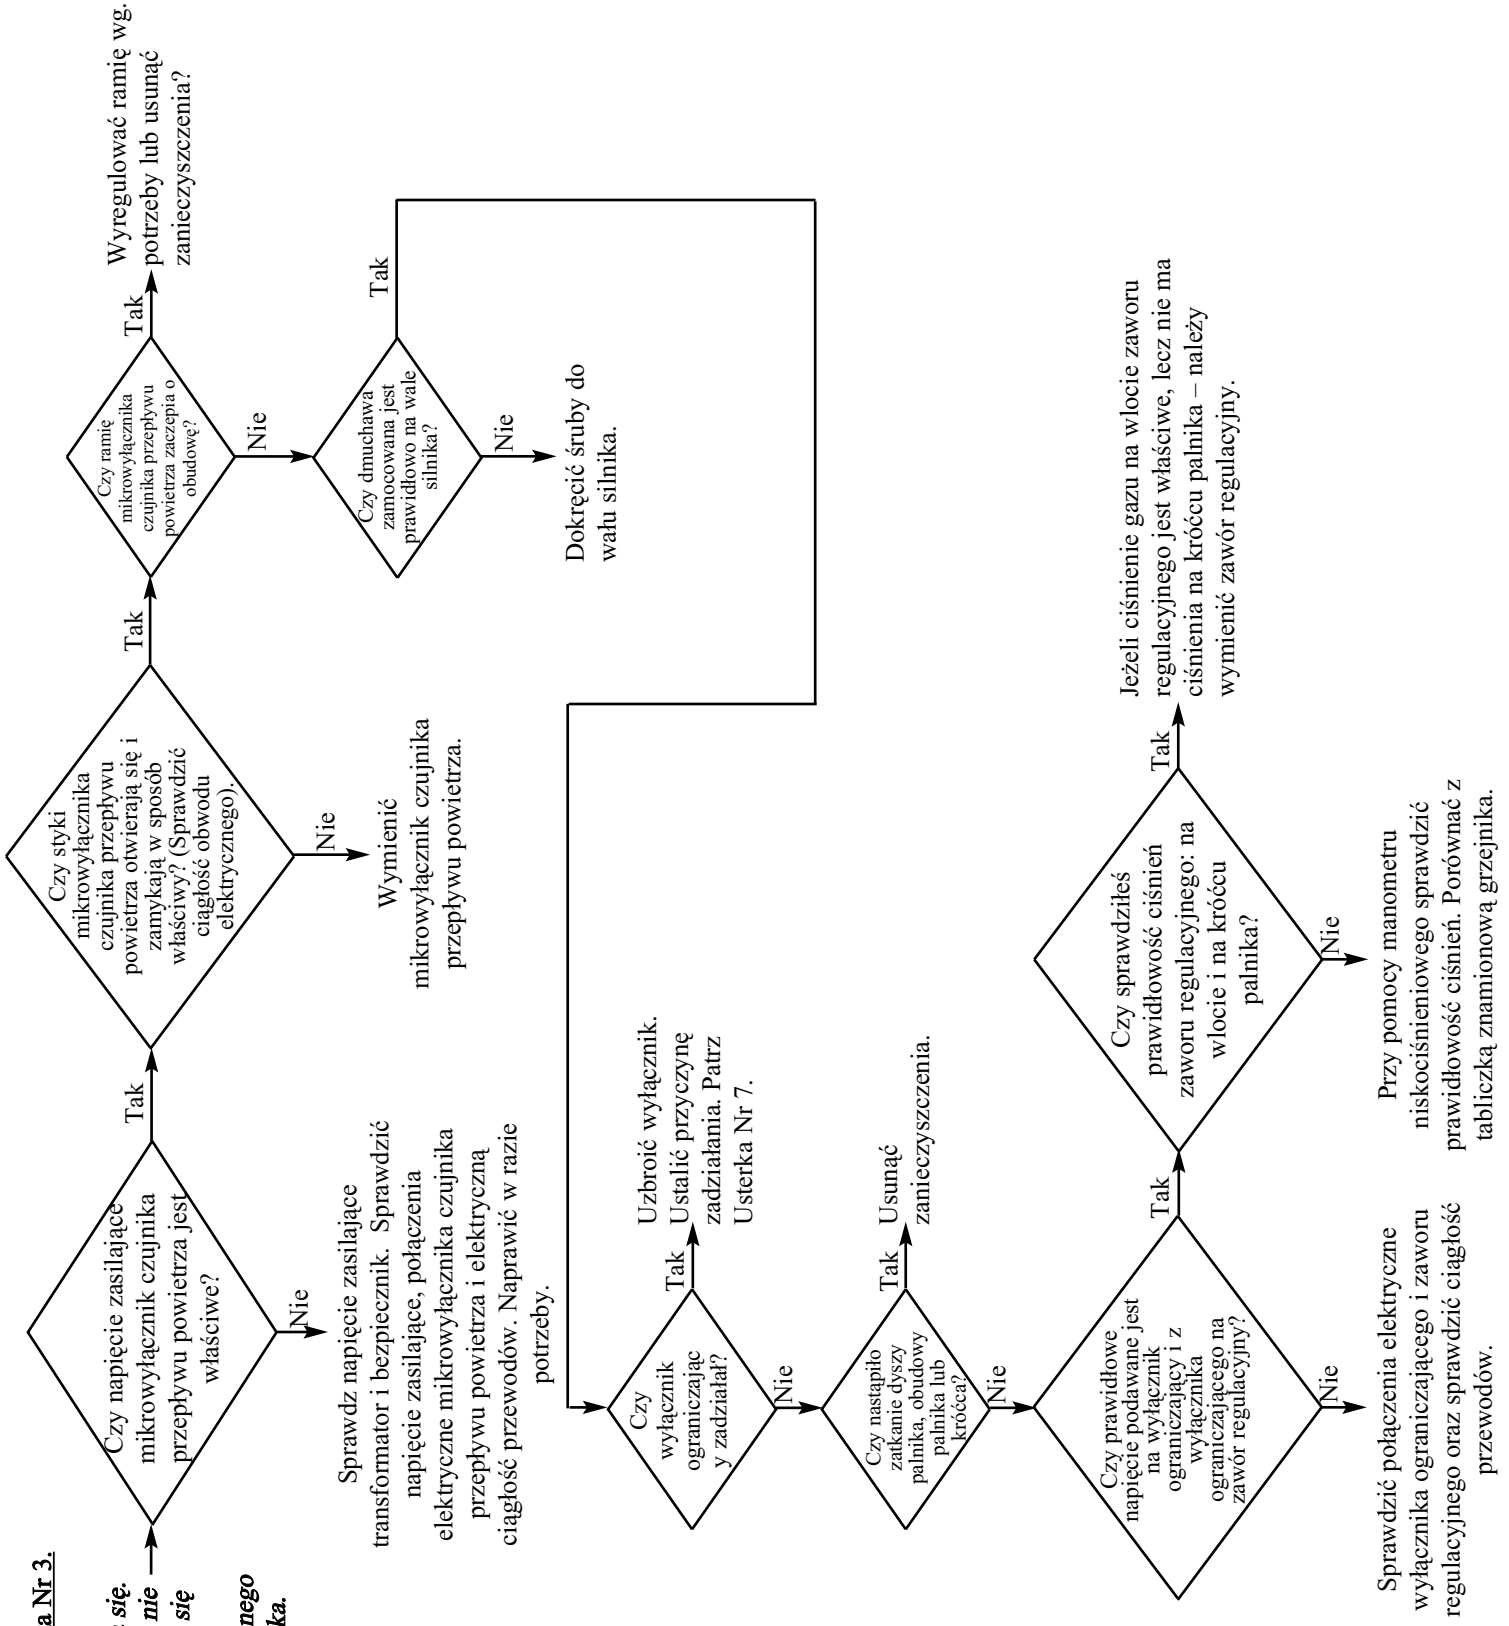 a Nr 3.
się.
nie
się
nego
ka.
Czy napięcie zasilające
mikrowyłącznik czujnika
przepływu powietrza jest
właściwe?
Tak
Nie
Sprawdz napięcie zasilające
transformator i bezpiecznik. Sprawdzić
napięcie zasilające, połączenia
elektryczne mikrowyłącznika czujnika
przepływu powietrza i elektryczną
ciągłość przewodów. Naprawić w razie
potrzeby.
Czy styki
mikrowyłącznika
czujnika przepływu
powietrza otwierają się i
zamykają w sposób
właściwy? (Sprawdzić
ciągłość obwodu
elektrycznego).
Tak
Nie
Wymienić
mikrowyłącznik czujnika
przepływu powietrza.
Czy ramię
mikrowyłącznika
czujnika przepływu
powietrza zaczepia o
obudowę?
Tak
Wyregulować ramię wg.
potrzeby lub usunąć
zanieczyszczenia?
Nie
Czy dmuchawa
zamocowana jest
prawidłowo na wale
silnika?
Tak
Nie
Dokręcić śruby do
wału silnika.
Czy
wyłącznik
ograniczając
y zadziałał?
Tak
Uzbroić wyłącznik.
Ustalić przyczynę
zadziałania. Patrz
Usterka Nr 7.
Nie
Czy nastąpiło
zatkanie dyszy
palnika, obudowy
palnika lub
króćca?
Tak
Usunąć
zanieczyszczenia.
Nie
Czy prawidłowe
napięcie podawane jest
na wyłącznik
ograniczający i z
wyłącznika
ograniczającego na
zawór regulacyjny?
Tak
Nie
Sprawdzić połączenia elektryczne
wyłącznika ograniczającego i zaworu
regulacyjnego oraz sprawdzić ciągłość
przewodów.
Czy sprawdziłeś
prawidłowość ciśnień
zaworu regulacyjnego: na
wlocie i na króćcu
palnika?
Tak
Jeżeli ciśnienie gazu na wlocie zaworu
regulacyjnego jest właściwe, lecz nie ma
ciśnienia na króćcu palnika – należy
wymienić zawór regulacyjny.
Nie
Przy pomocy manometru
niskociśnieniowego sprawdzić
prawidłowość ciśnień. Porównać z
tabliczką znamionową grzejnika.